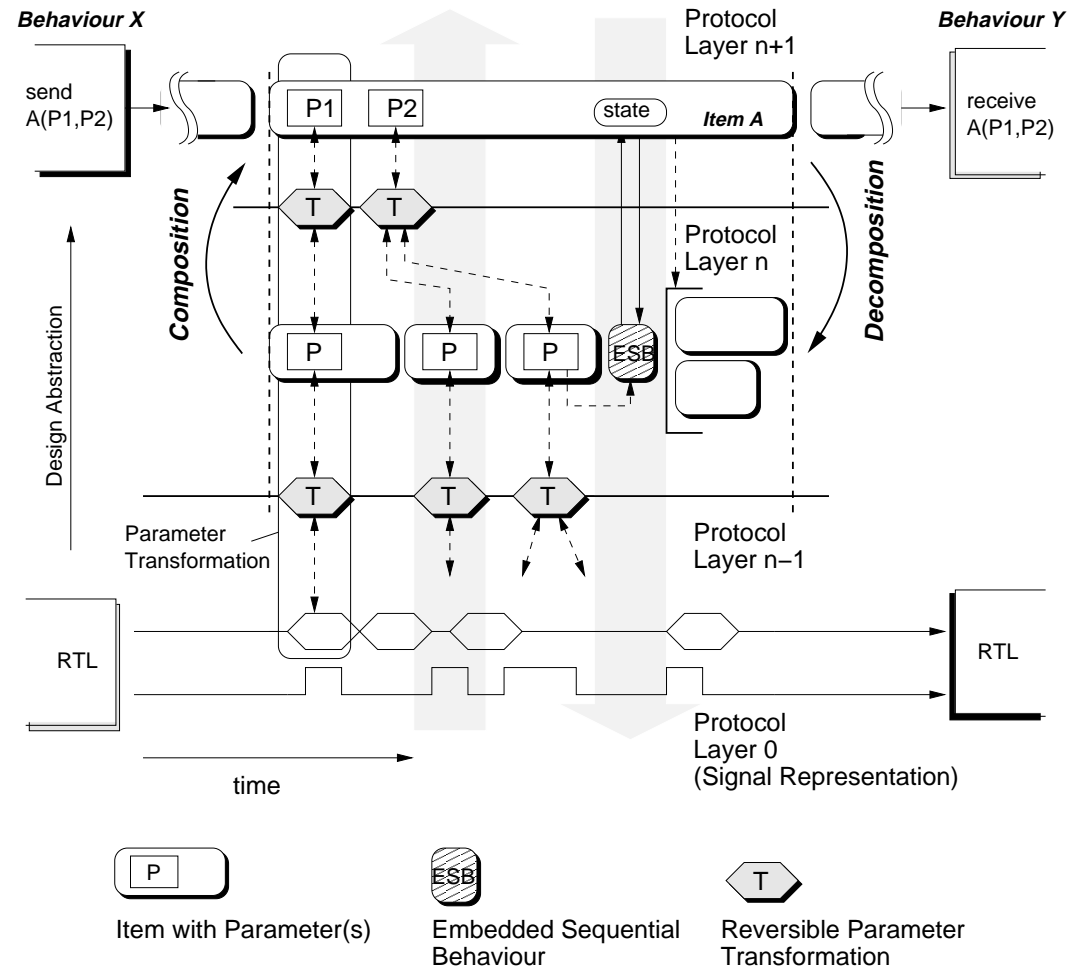 Behaviour X
Protocol
Layer n+1
Behaviour Y
send
A(P1,P2)
P1
P2
state
Item A
receive
A(P1,P2)
Composition
T
T
Decomposition
Protocol
Layer n
Design Abstraction
P
P
P
ESB
T
T
T
Parameter
Transformation
Protocol
Layer n−1
RTL
RTL
Protocol
Layer 0
(Signal Representation)
time
P
ESB
T
Item with Parameter(s)
Embedded Sequential
Behaviour
Reversible Parameter
Transformation